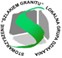 STOWARZYSZENIE "SZLAKIEM GRANITU"
LOKALNA GRUPA DZIAŁANIA